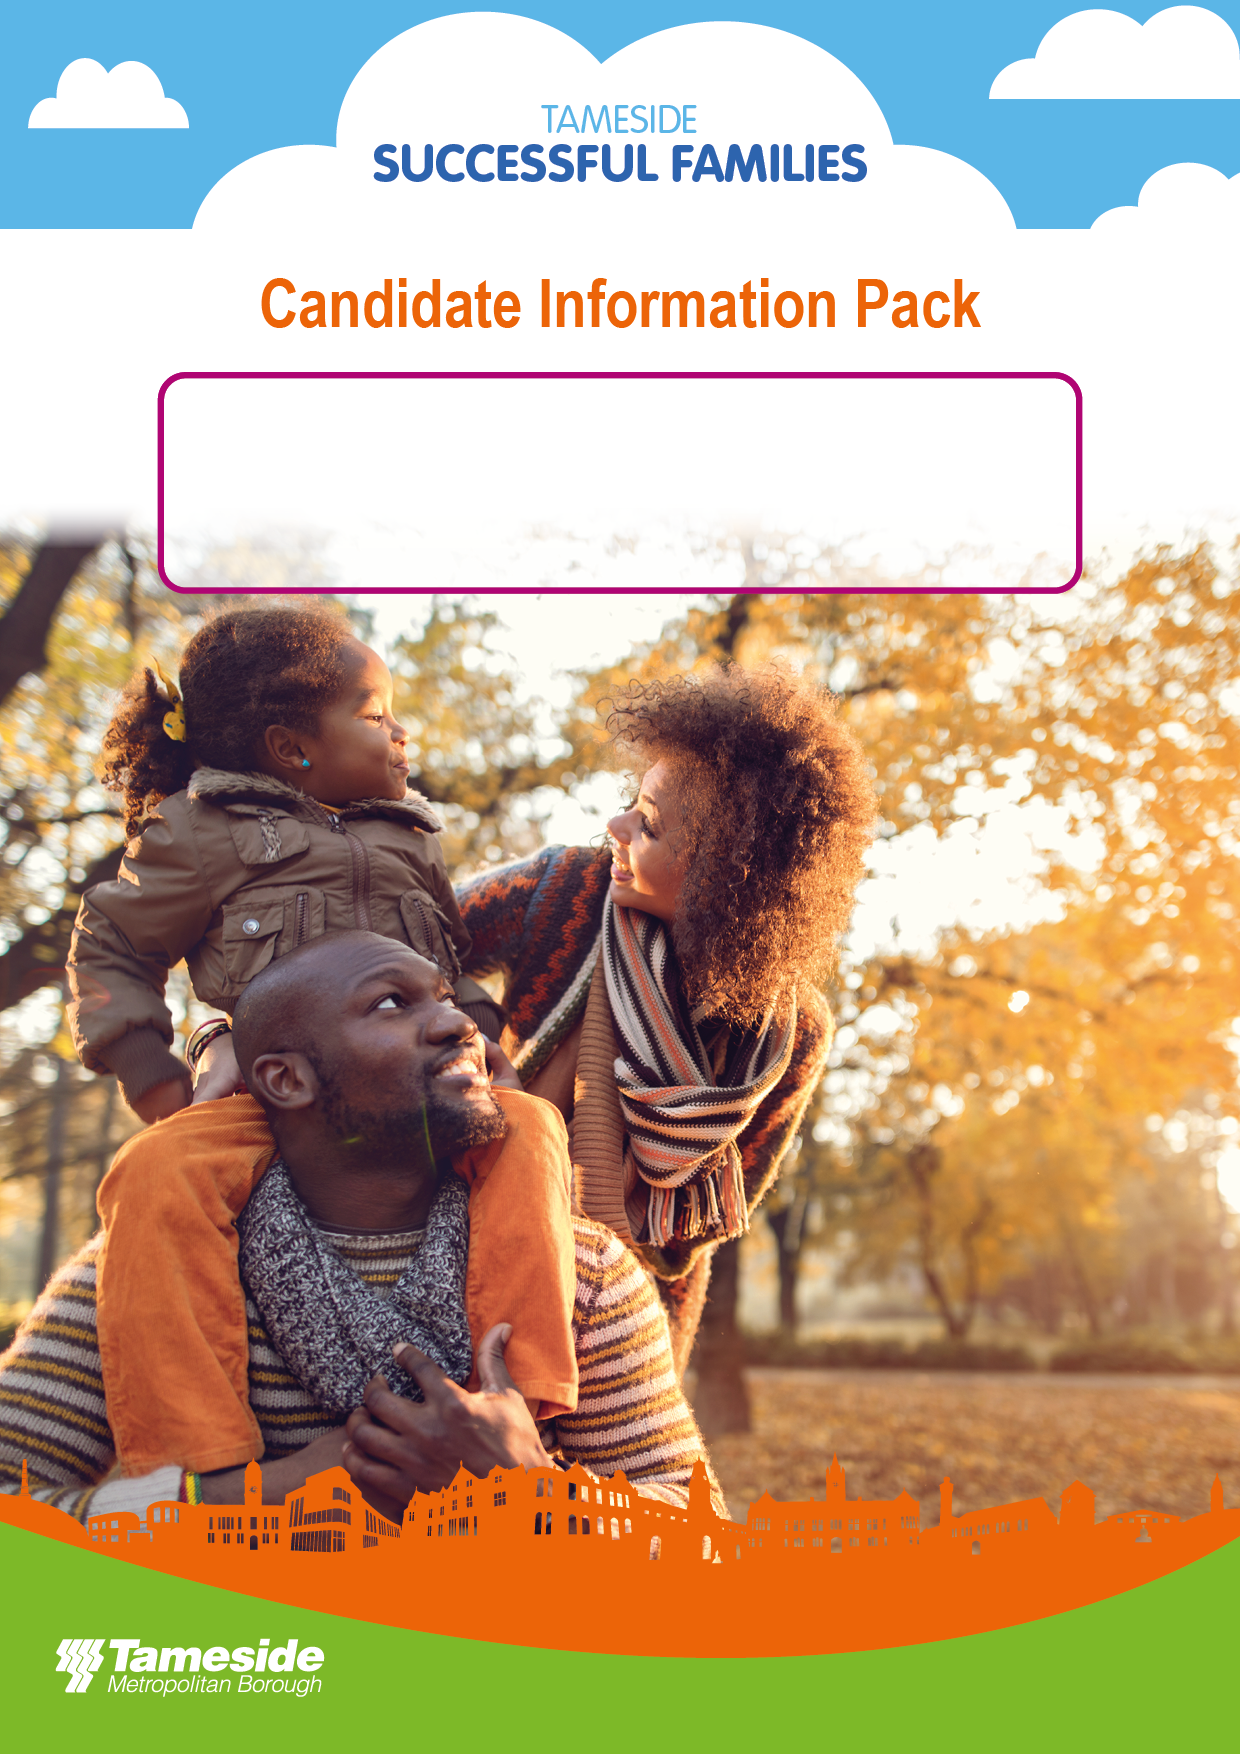 TAMESIDE
SUCCESSFUL FAMILIES
Candidate Information Pack
Tameside
Metropolitan Borough